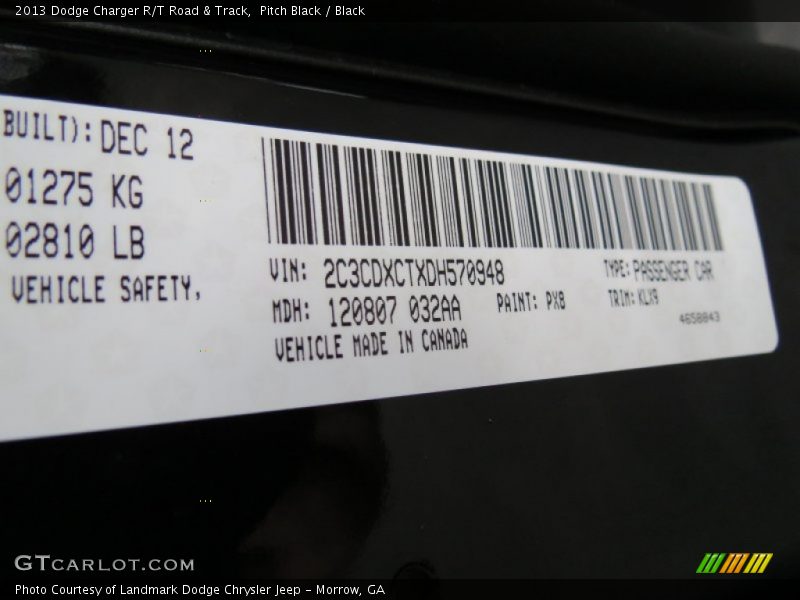 2013 Dodge Charger R/T Road & Track, Pitch Black / Black
BUILT): DEC 12
01275 KG
02810 LB
VEHICLE SAFETY,
VIN: 2C3CDXCTXDH570948
TYPE: PASSENGER CAR
MDH: 120807 032AA
PAINT: PX8
TRIM: KLX9
VEHICLE MADE IN CANADA
4658843
GTCARLOT.COM
Photo Courtesy of Landmark Dodge Chrysler Jeep – Morrow, GA